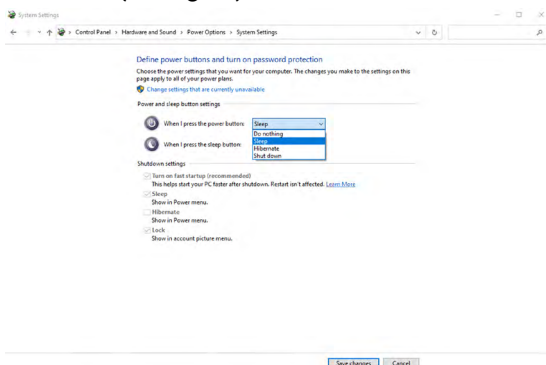 System Settings
Control Panel > Hardware and Sound > Power Options > System Settings
Define power buttons and turn on password protection
Choose the power settings that you want for your computer. The changes you make to the settings on this
page apply to all of your power plans.
Change settings that are currently unavailable
Power and sleep button settings
When I press the power button: Sleep
Do nothing
Sleep
Hibernate
Shut down
When I press the sleep button:
Shutdown settings
Turn on fast startup (recommended)
This helps start your PC faster after shutdown. Restart isn't affected. Learn More
Sleep
Show in Power menu.
Hibernate
Show in Power menu.
Lock
Show in account picture menu.
Save changes Cancel